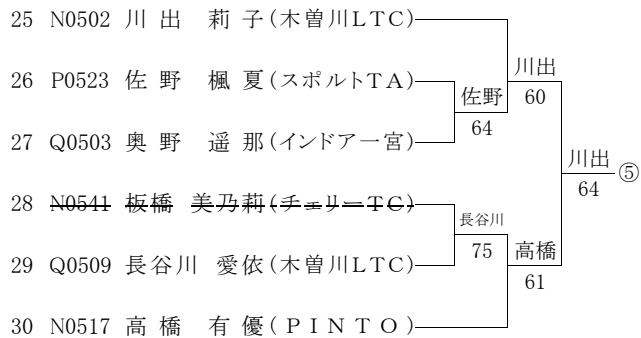 25 N0502 川出 莉子(木曽川LTC)
川出
26 P0523 佐野 楓夏(スポルトTA)
佐野
60
64
27 Q0503 奥野 遥那(インドアー宮)
川出
⑤
64
28 N0541 板橋 美乃莉(チェリーTC)
長谷川
75
高橋
29 Q0509 長谷川 愛依(木曽川LTC)
61
30 N0517 高橋 有優(PINTO)